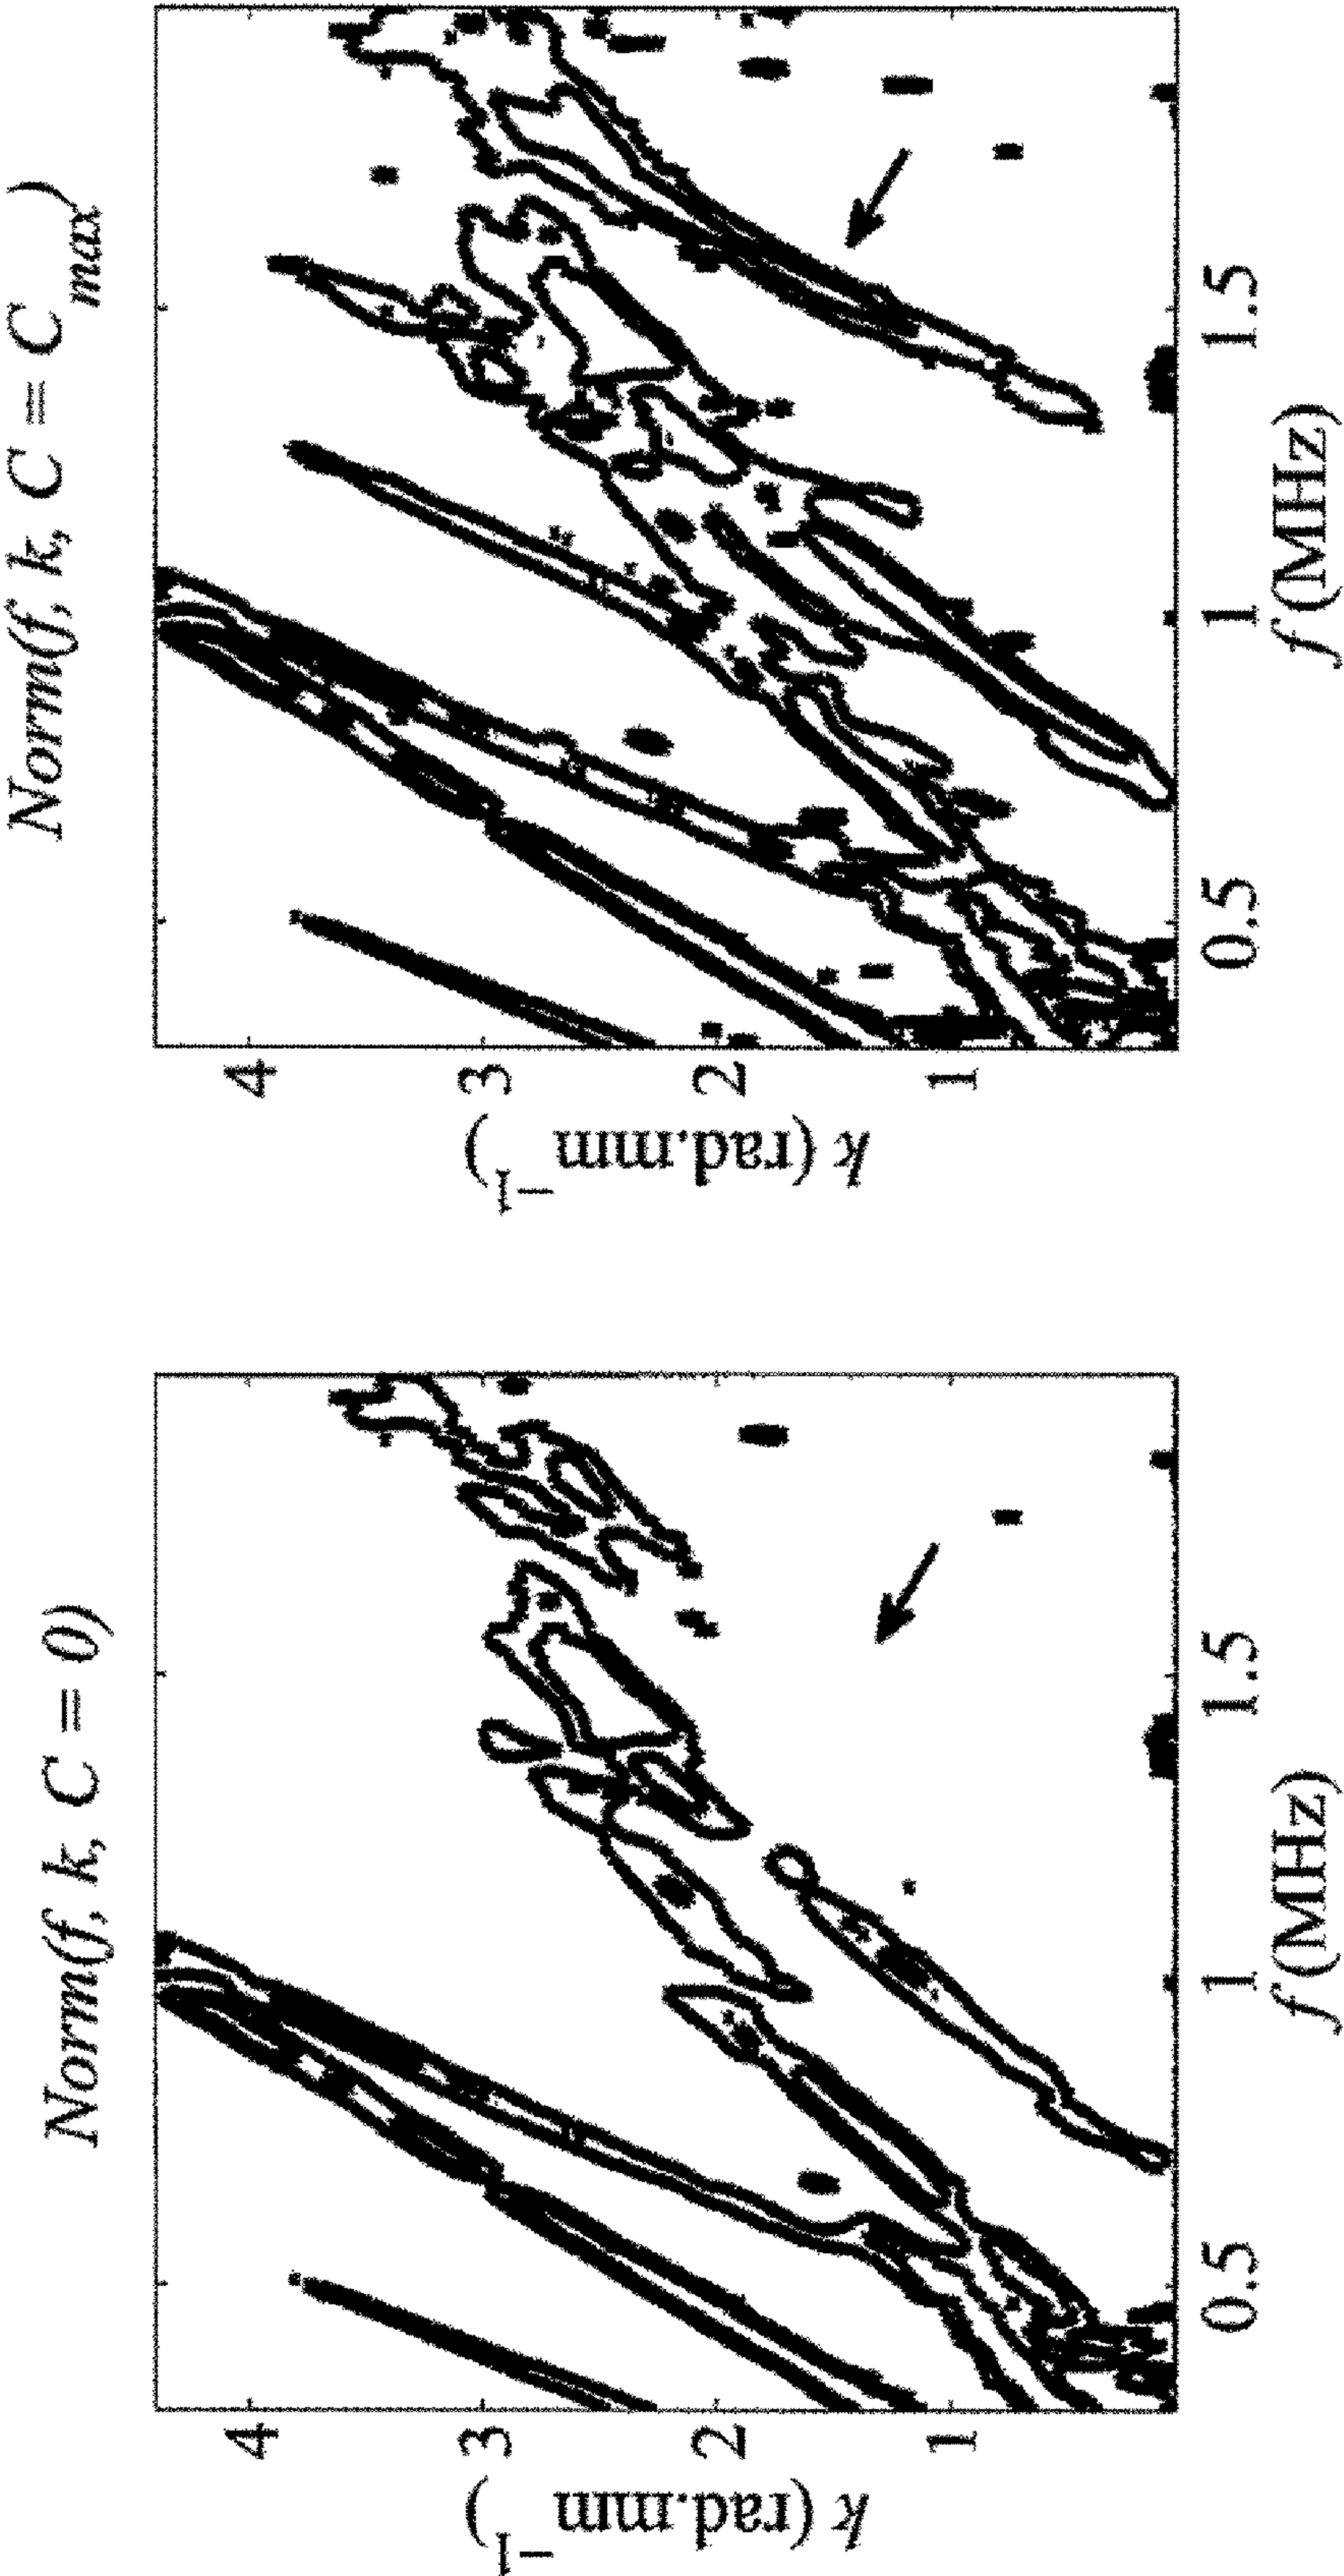 Norm(f, k, C = 0)
k (rad.mm⁻¹)
4
3
2
1
0.5
1
1.5
f (MHz)
Norm(f, k, C = Cmax)
k (rad.mm⁻¹)
4
3
2
1
0.5
1
1.5
f (MHz)